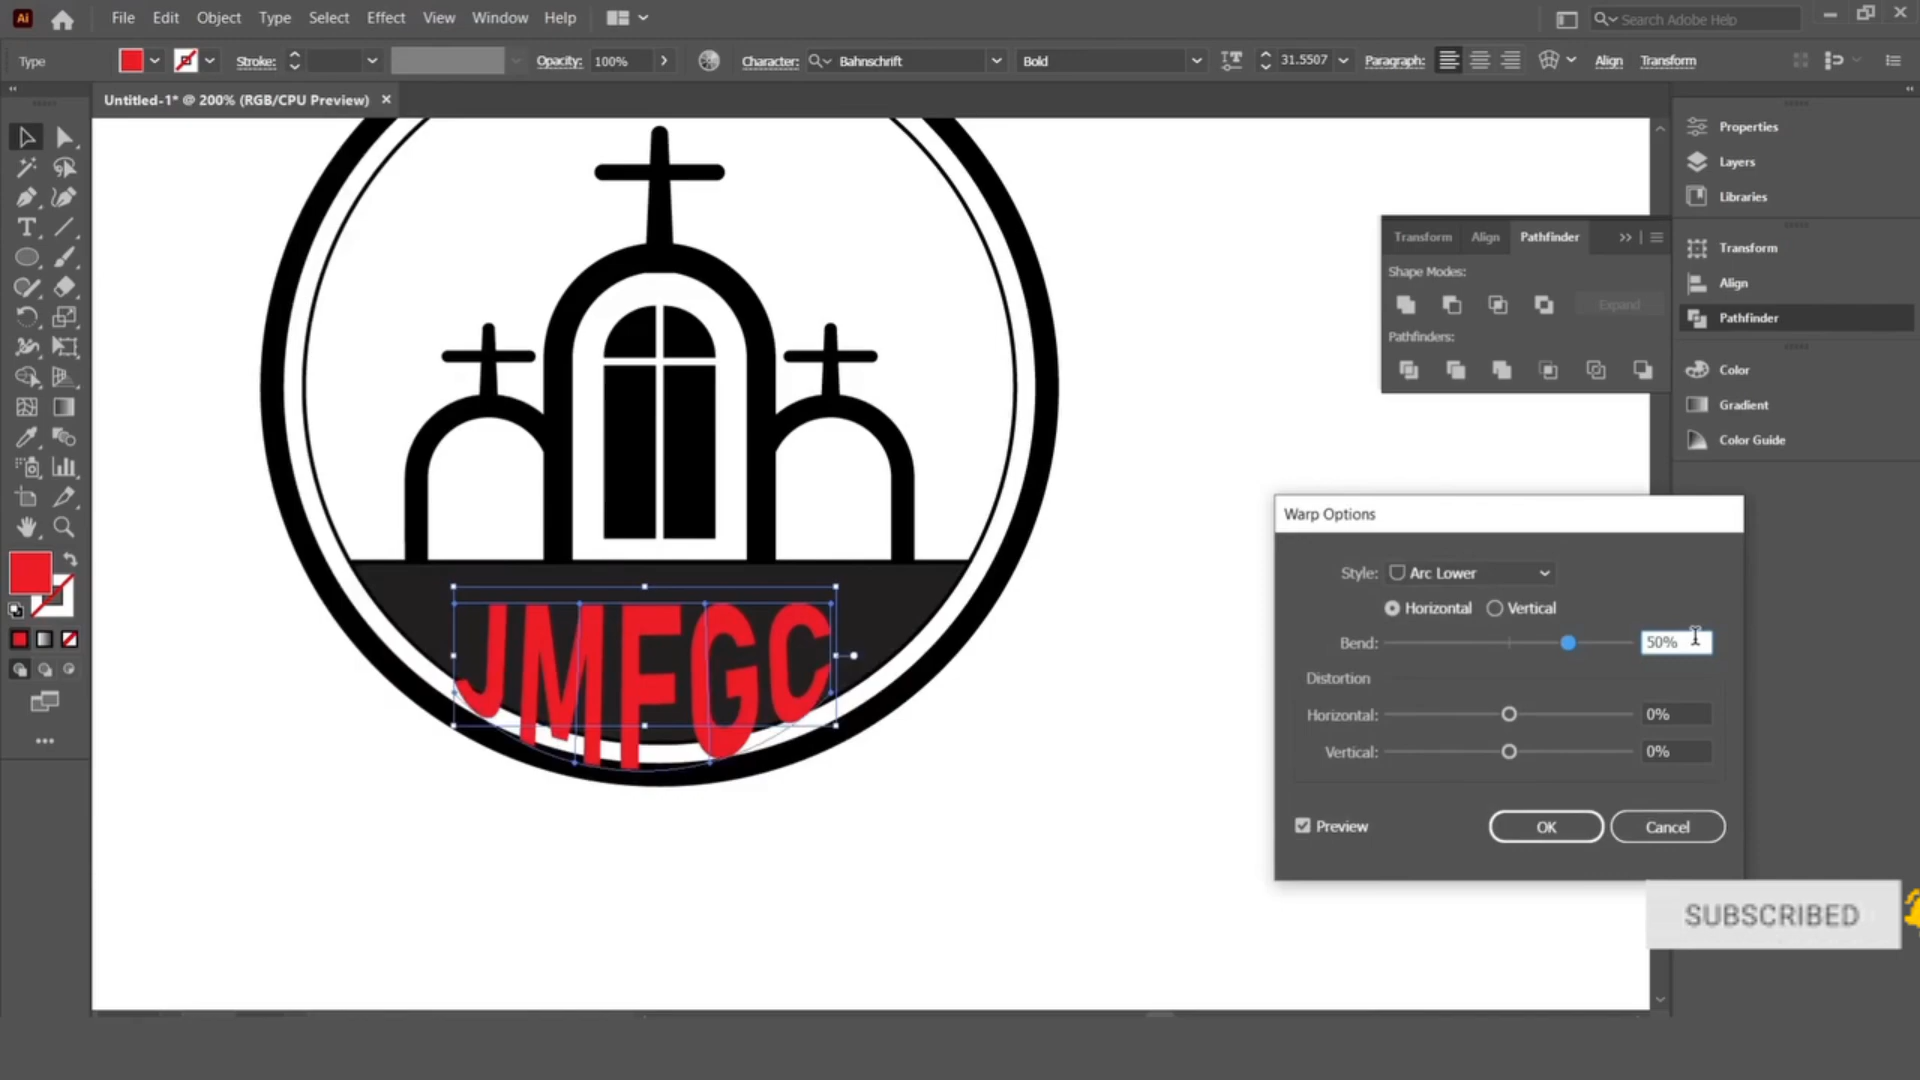 Ai File Edit Object Type Select Effect View Window Help Search Adobe Help
Type Stroke: Opacity: 100% Character: Bahnschrift Bold 31.5507 Paragraph: Align Transform
Untitled-1* @ 200% (RGB/CPU Preview)
Properties
Layers
Libraries
Transform
Align
Pathfinder
Color
Gradient
Color Guide
Transform Align Pathfinder
Shape Modes:
Expand
Pathfinders:
JMFGC
Warp Options
Style: Arc Lower
Horizontal Vertical
Bend: 50%
Distortion
Horizontal: 0%
Vertical: 0%
Preview OK Cancel
SUBSCRIBED